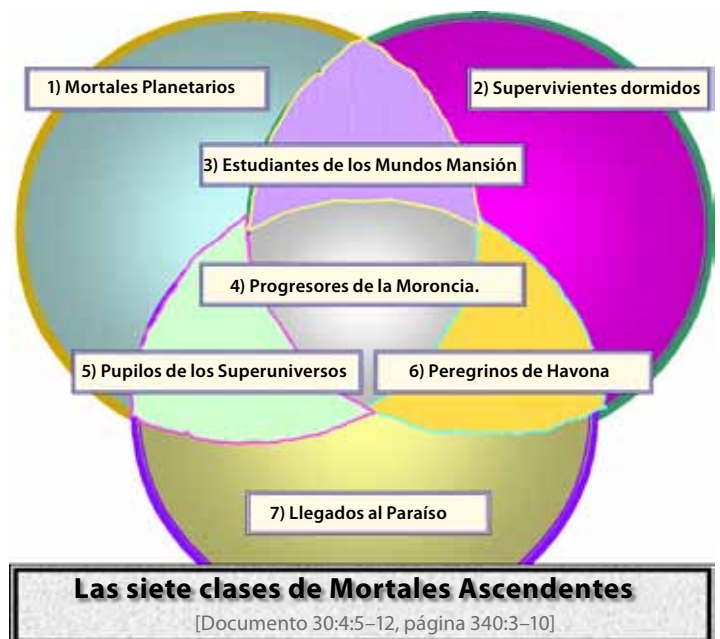 1) Mortales Planetarios
2) Supervivientes dormidos
3) Estudiantes de los Mundos Mansión
4) Progresores de la Moroncia.
5) Pupilos de los Superuniversos
6) Peregrinos de Havona
7) Llegados al Paraíso
Las siete clases de Mortales Ascendentes
[Documento 30:4:5–12, página 340:3–10]